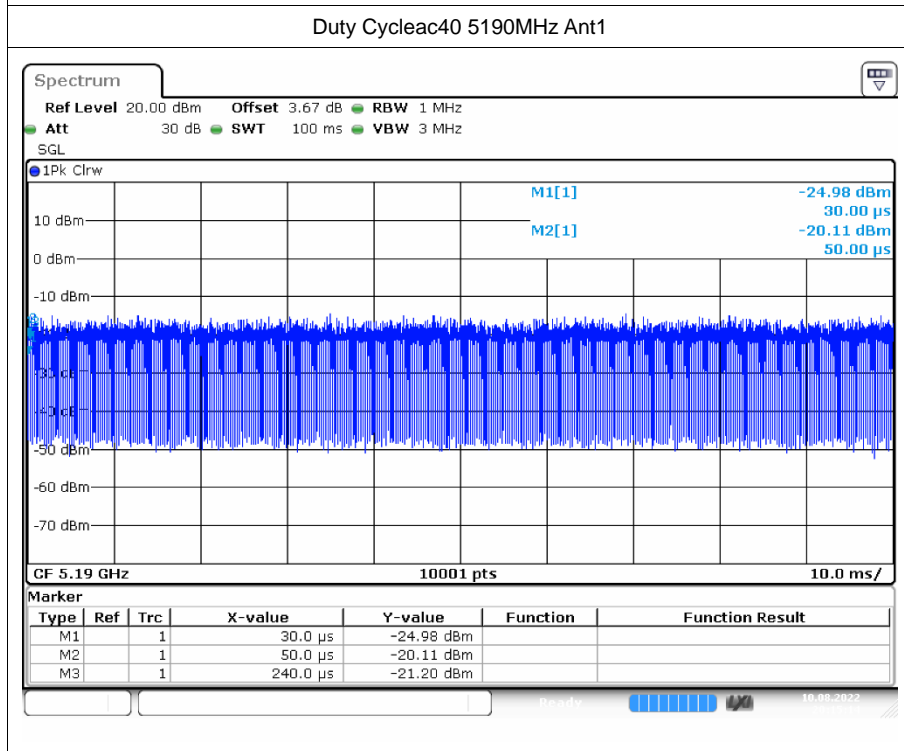 Duty Cycleac40 5190MHz Ant1
Spectrum
Ref Level 20.00 dBm Offset 3.67 dB RBW 1 MHz
Att 30 dB SWT 100 ms VBW 3 MHz
SGL
1Pk Clrw
M1[1] -24.98 dBm
30.00 µs
10 dBm
M2[1] -20.11 dBm
50.00 µs
0 dBm
-10 dBm
-50 dBm
-60 dBm
-70 dBm
CF 5.19 GHz 10001 pts 10.0 ms/
Marker
Type Ref Trc X-value Y-value Function Function Result
M1 1 30.0 µs -24.98 dBm
M2 1 50.0 µs -20.11 dBm
M3 1 240.0 µs -21.20 dBm
Ready LXI 10.08.2022